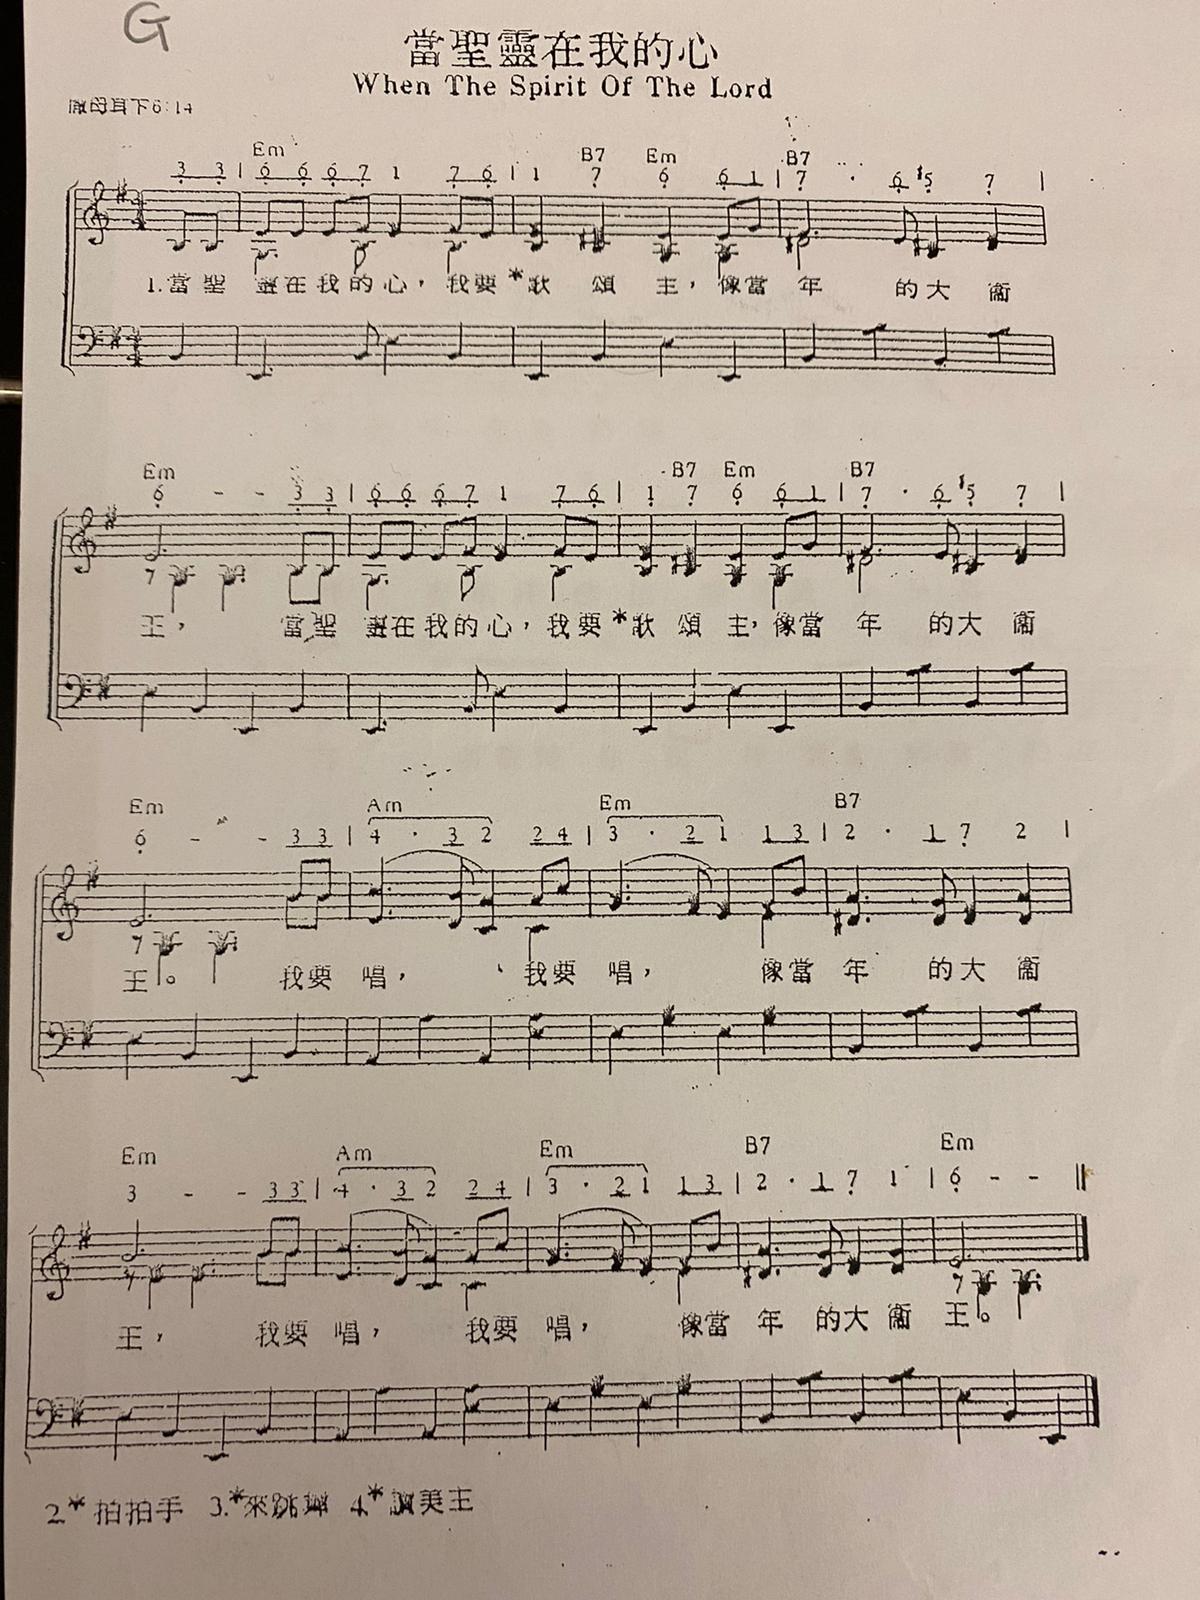 G
當聖靈在我的心
When The Spirit Of The Lord
撒母耳下6:14
Em B7 Em B7
3 3 | 6 6 6 7 1 7 6 | 1 7 6 6 1 | 7 · 6 #5 7 |
1.當聖靈在我的心，我要*歌頌主，像當年的大衞
Em B7 Em B7
6 - - 3 3 | 6 6 6 7 1 7 6 | 1 7 6 6 1 | 7 · 6 #5 7 |
王，當聖靈在我的心，我要*歌頌主，像當年的大衞
Em Am Em B7
6 - - 3 3 | 4 · 3 2 2 4 | 3 · 2 1 1 3 | 2 · 1 7 2 |
王。我要唱，我要唱，像當年的大衞
Em Am Em B7 Em
3 - - 3 3 | 4 · 3 2 2 4 | 3 · 2 1 1 3 | 2 · 1 7 1 | 6 - - ‖
王，我要唱，我要唱，像當年的大衞王。
2.*拍拍手 3.*來跳舞 4.*讚美主